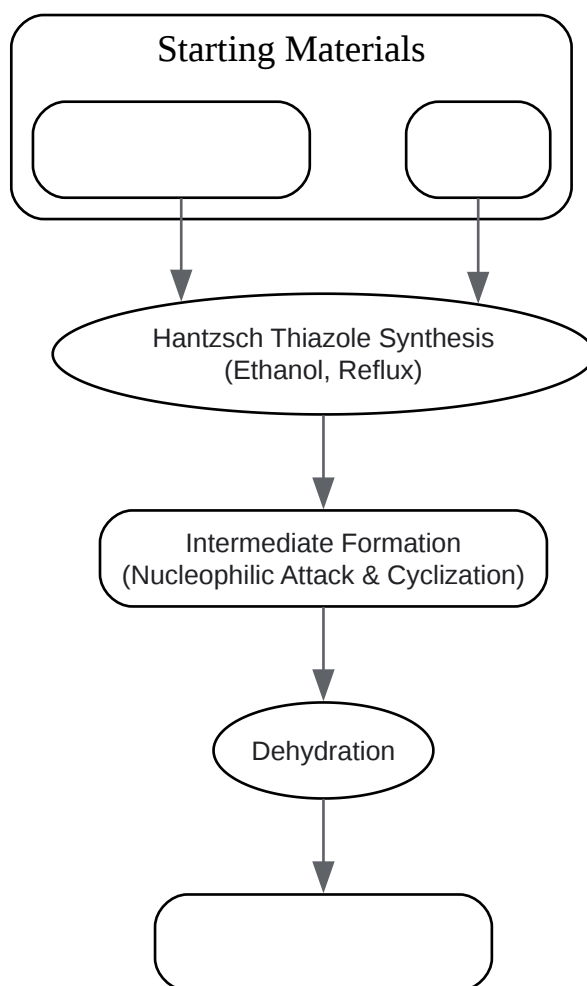 Starting Materials
Hantzsch Thiazole Synthesis
(Ethanol, Reflux)
Intermediate Formation
(Nucleophilic Attack & Cyclization)
Dehydration